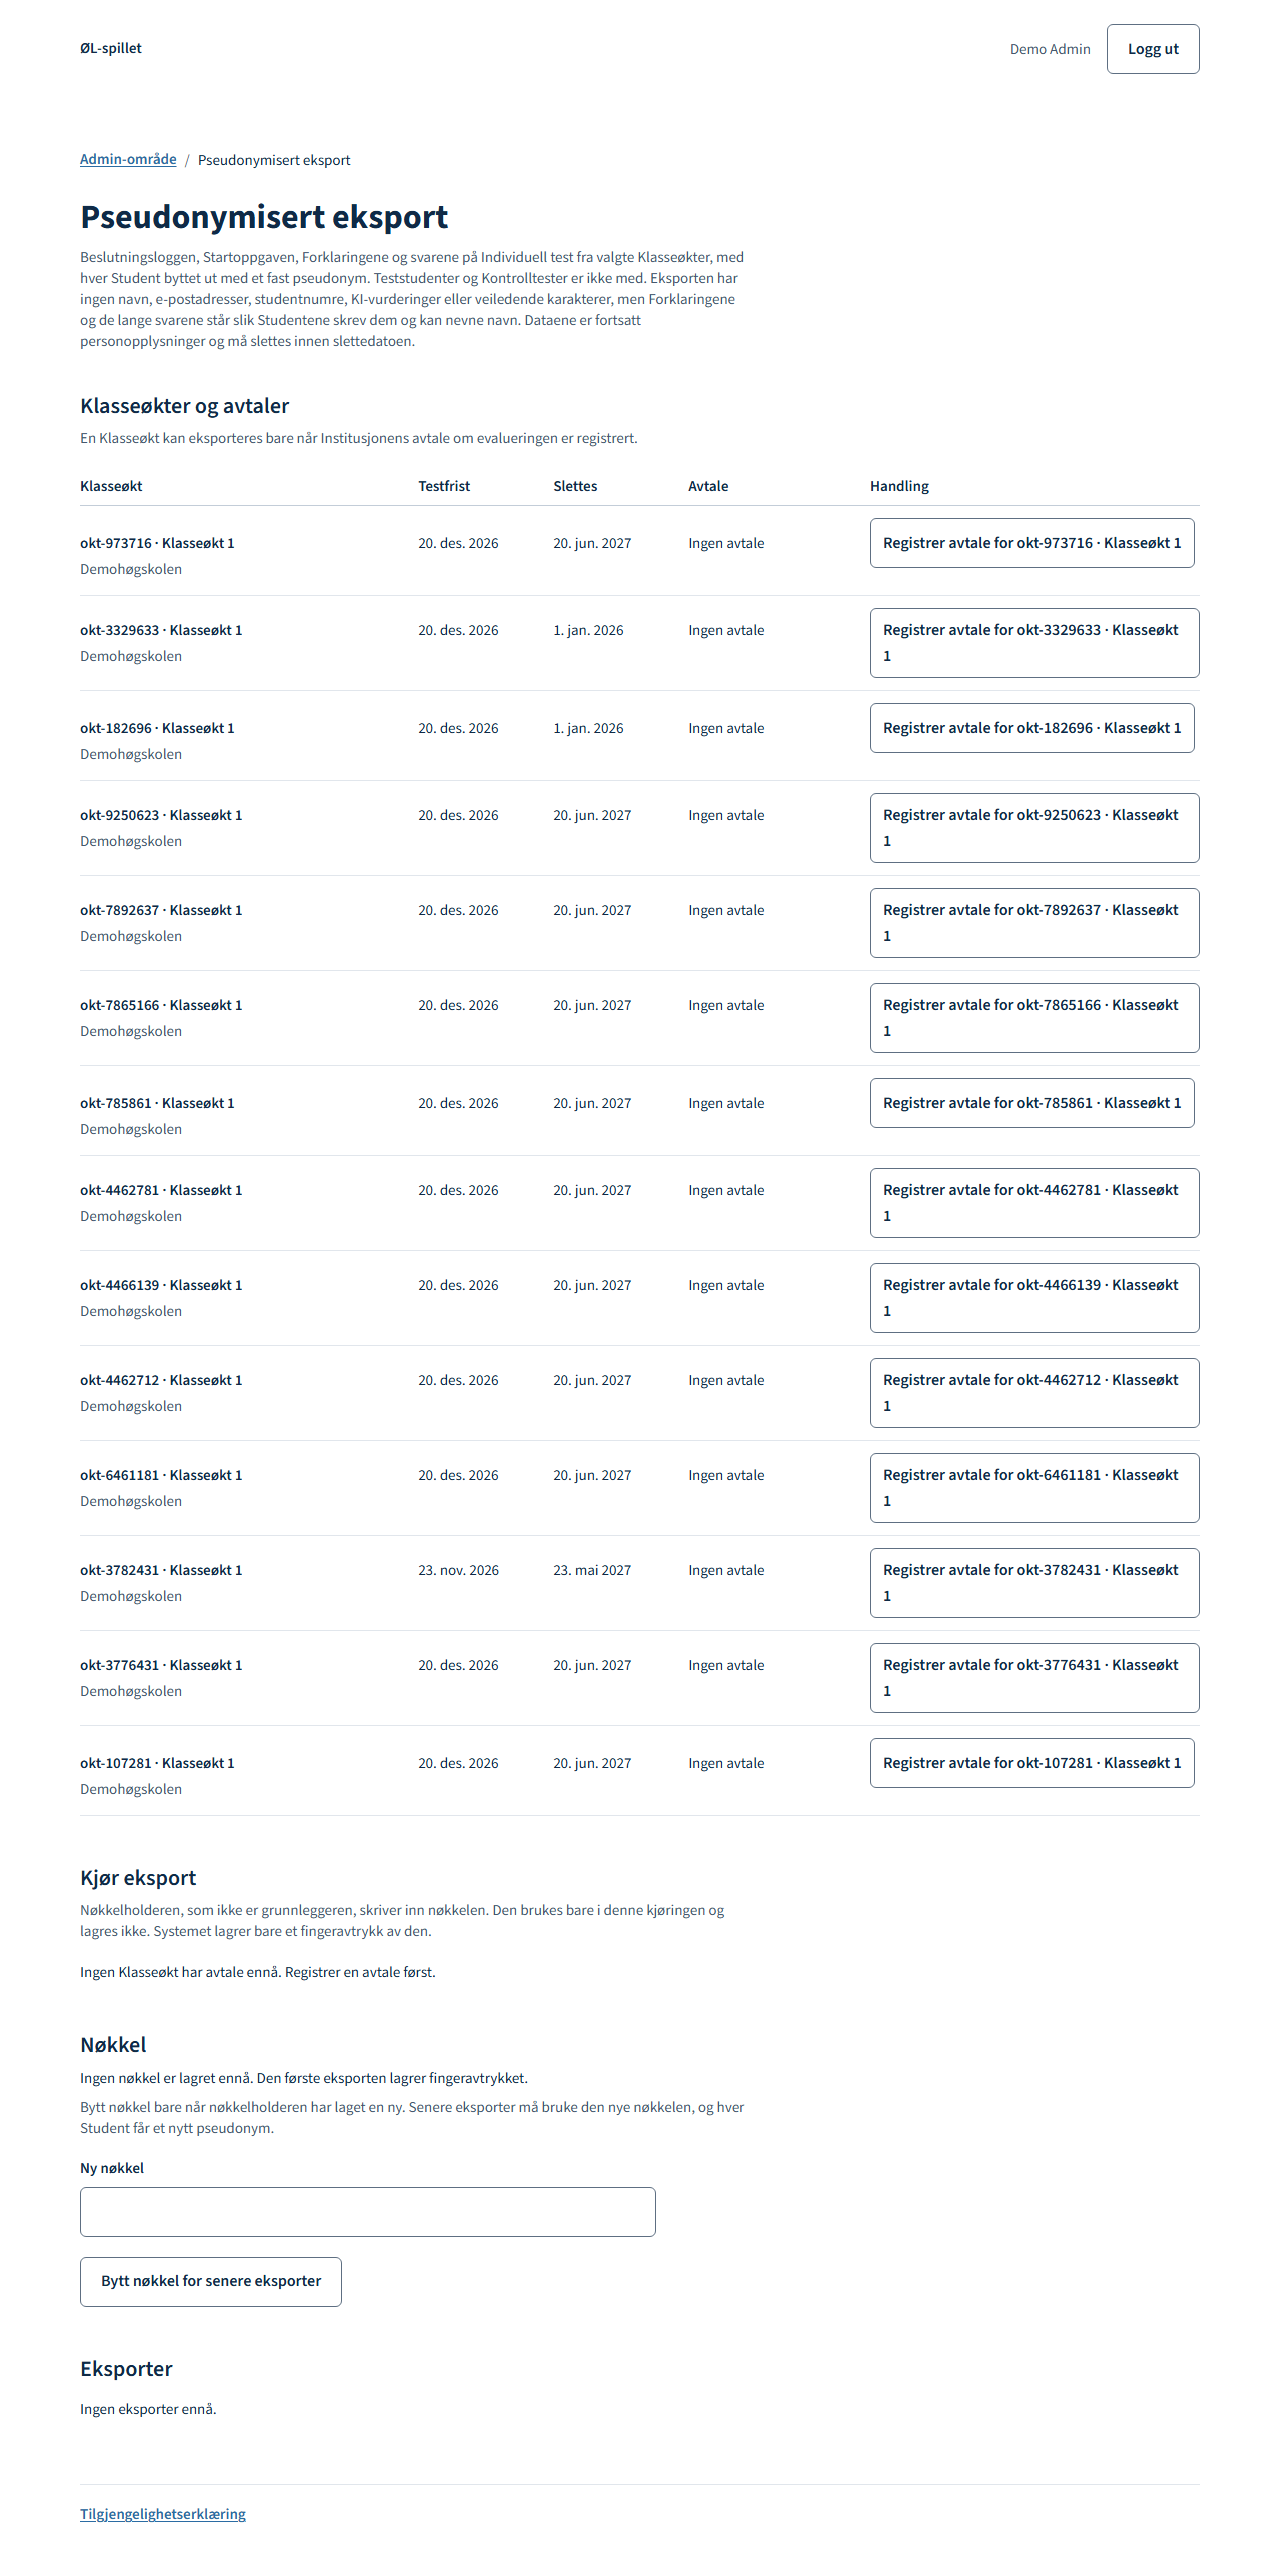 ØL-spillet
Demo Admin
Logg ut
Admin-område / Pseudonymisert eksport
Pseudonymisert eksport
Beslutningsloggen, Startoppgaven, Forklaringene og svarene på Individuell test fra valgte Klasseøkter, med
hver Student byttet ut med et fast pseudonym. Teststudenter og Kontrolltester er ikke med. Eksporten har
ingen navn, e-postadresser, studentnumre, KI-vurderinger eller veiledende karakterer, men Forklaringene
og de lange svarene står slik Studentene skrev dem og kan nevne navn. Dataene er fortsatt
personopplysninger og må slettes innen slettedatoen.
Klasseøkter og avtaler
En Klasseøkt kan eksporteres bare når Institusjonens avtale om evalueringen er registrert.
Klasseøkt Testfrist Slettes Avtale Handling
okt-973716 · Klasseøkt 1 20. des. 2026 20. jun. 2027 Ingen avtale Registrer avtale for okt-973716 · Klasseøkt 1
Demohøgskolen
okt-3329633 · Klasseøkt 1 20. des. 2026 1. jan. 2026 Ingen avtale Registrer avtale for okt-3329633 · Klasseøkt
Demohøgskolen 1
okt-182696 · Klasseøkt 1 20. des. 2026 1. jan. 2026 Ingen avtale Registrer avtale for okt-182696 · Klasseøkt 1
Demohøgskolen
okt-9250623 · Klasseøkt 1 20. des. 2026 20. jun. 2027 Ingen avtale Registrer avtale for okt-9250623 · Klasseøkt
Demohøgskolen 1
okt-7892637 · Klasseøkt 1 20. des. 2026 20. jun. 2027 Ingen avtale Registrer avtale for okt-7892637 · Klasseøkt
Demohøgskolen 1
okt-7865166 · Klasseøkt 1 20. des. 2026 20. jun. 2027 Ingen avtale Registrer avtale for okt-7865166 · Klasseøkt
Demohøgskolen 1
okt-785861 · Klasseøkt 1 20. des. 2026 20. jun. 2027 Ingen avtale Registrer avtale for okt-785861 · Klasseøkt 1
Demohøgskolen
okt-4462781 · Klasseøkt 1 20. des. 2026 20. jun. 2027 Ingen avtale Registrer avtale for okt-4462781 · Klasseøkt
Demohøgskolen 1
okt-4466139 · Klasseøkt 1 20. des. 2026 20. jun. 2027 Ingen avtale Registrer avtale for okt-4466139 · Klasseøkt
Demohøgskolen 1
okt-4462712 · Klasseøkt 1 20. des. 2026 20. jun. 2027 Ingen avtale Registrer avtale for okt-4462712 · Klasseøkt
Demohøgskolen 1
okt-6461181 · Klasseøkt 1 20. des. 2026 20. jun. 2027 Ingen avtale Registrer avtale for okt-6461181 · Klasseøkt
Demohøgskolen 1
okt-3782431 · Klasseøkt 1 23. nov. 2026 23. mai 2027 Ingen avtale Registrer avtale for okt-3782431 · Klasseøkt
Demohøgskolen 1
okt-3776431 · Klasseøkt 1 20. des. 2026 20. jun. 2027 Ingen avtale Registrer avtale for okt-3776431 · Klasseøkt
Demohøgskolen 1
okt-107281 · Klasseøkt 1 20. des. 2026 20. jun. 2027 Ingen avtale Registrer avtale for okt-107281 · Klasseøkt 1
Demohøgskolen
Kjør eksport
Nøkkelholderen, som ikke er grunnleggeren, skriver inn nøkkelen. Den brukes bare i denne kjøringen og
lagres ikke. Systemet lagrer bare et fingeravtrykk av den.
Ingen Klasseøkt har avtale ennå. Registrer en avtale først.
Nøkkel
Ingen nøkkel er lagret ennå. Den første eksporten lagrer fingeravtrykket.
Bytt nøkkel bare når nøkkelholderen har laget en ny. Senere eksporter må bruke den nye nøkkelen, og hver
Student får et nytt pseudonym.
Ny nøkkel
Bytt nøkkel for senere eksporter
Eksporter
Ingen eksporter ennå.
Tilgjengelighetserklæring